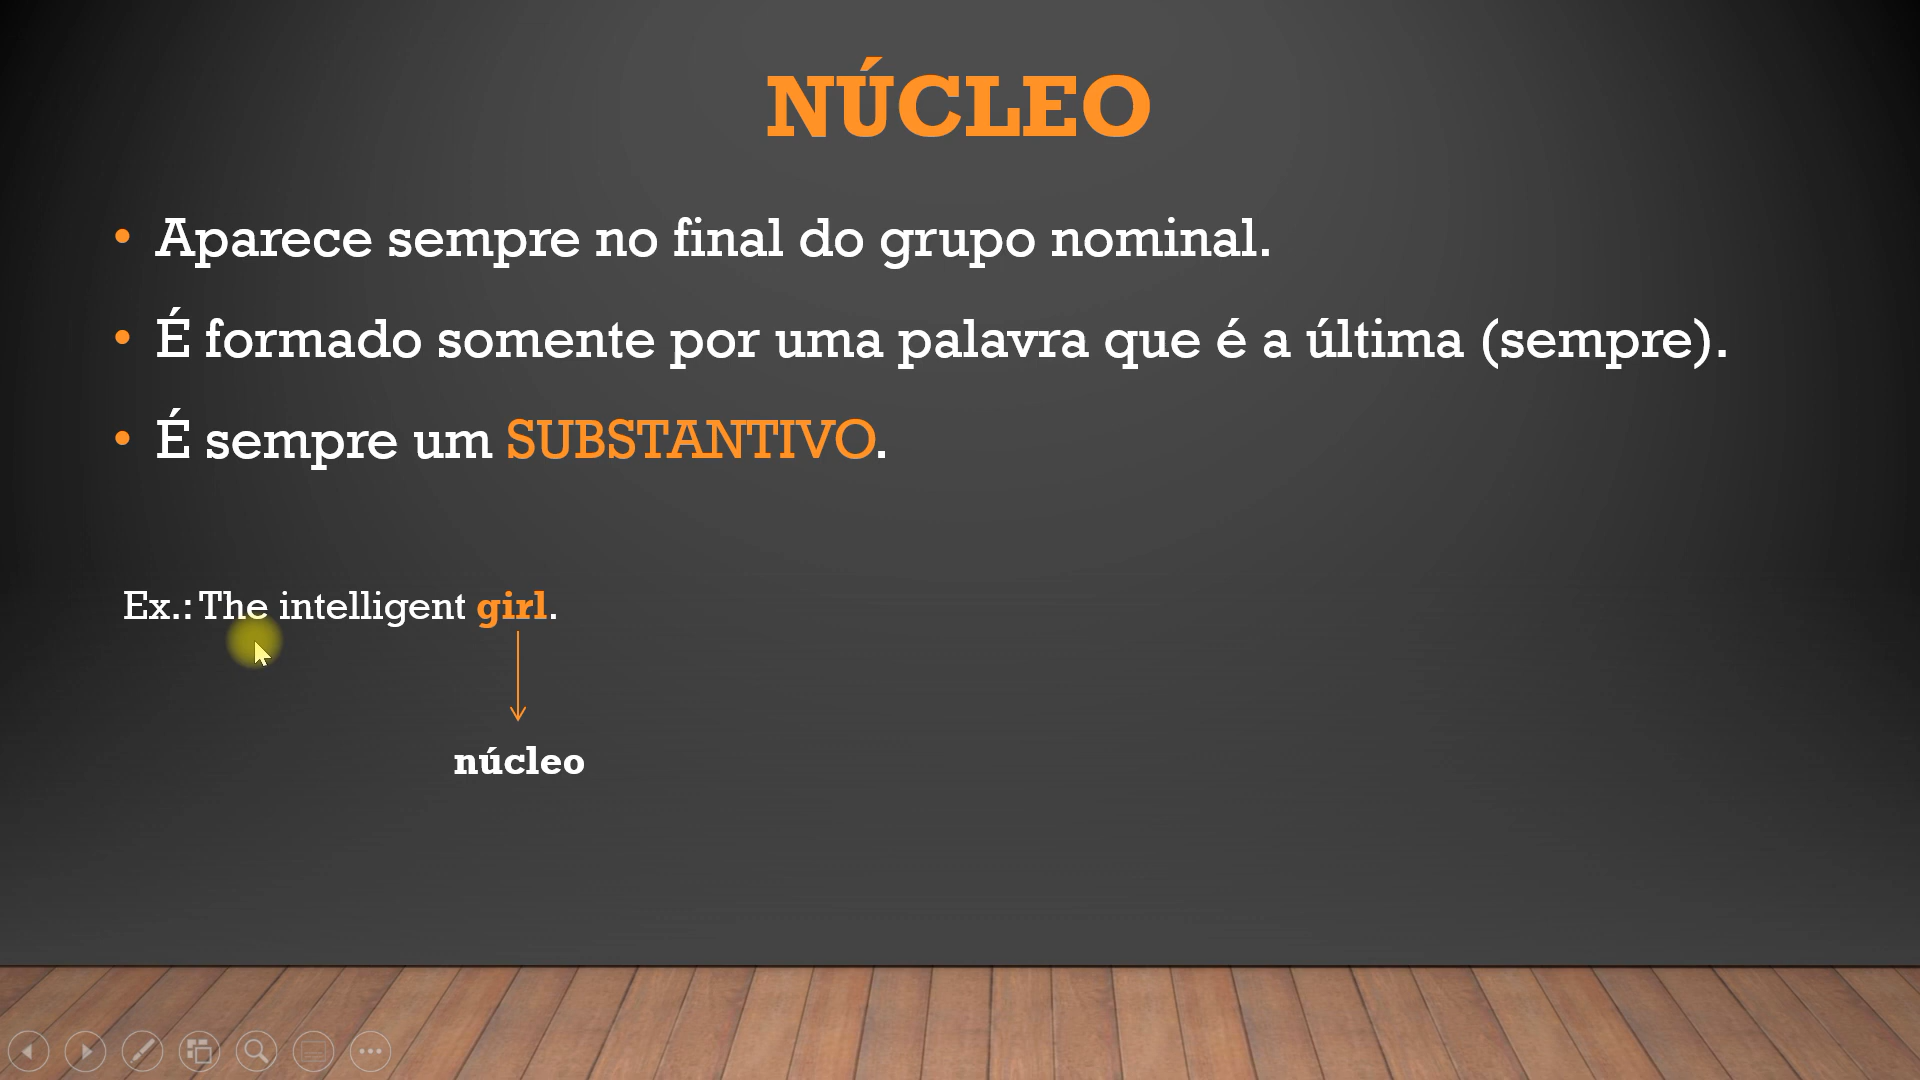 NÚCLEO
• Aparece sempre no final do grupo nominal.
• É formado somente por uma palavra que é a última (sempre).
• É sempre um SUBSTANTIVO.
Ex.: The intelligent girl.
núcleo